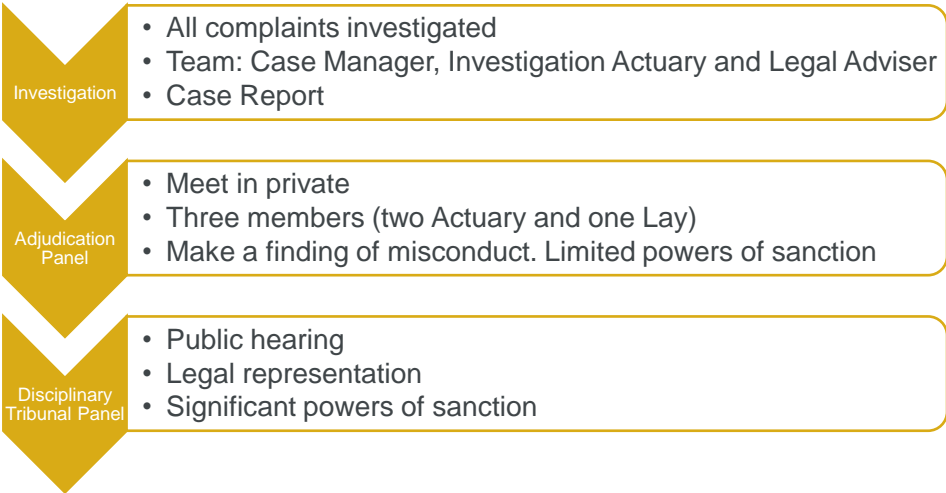 Investigation
• All complaints investigated
• Team: Case Manager, Investigation Actuary and Legal Adviser
• Case Report
Adjudication
Panel
• Meet in private
• Three members (two Actuary and one Lay)
• Make a finding of misconduct. Limited powers of sanction
Disciplinary
Tribunal Panel
• Public hearing
• Legal representation
• Significant powers of sanction